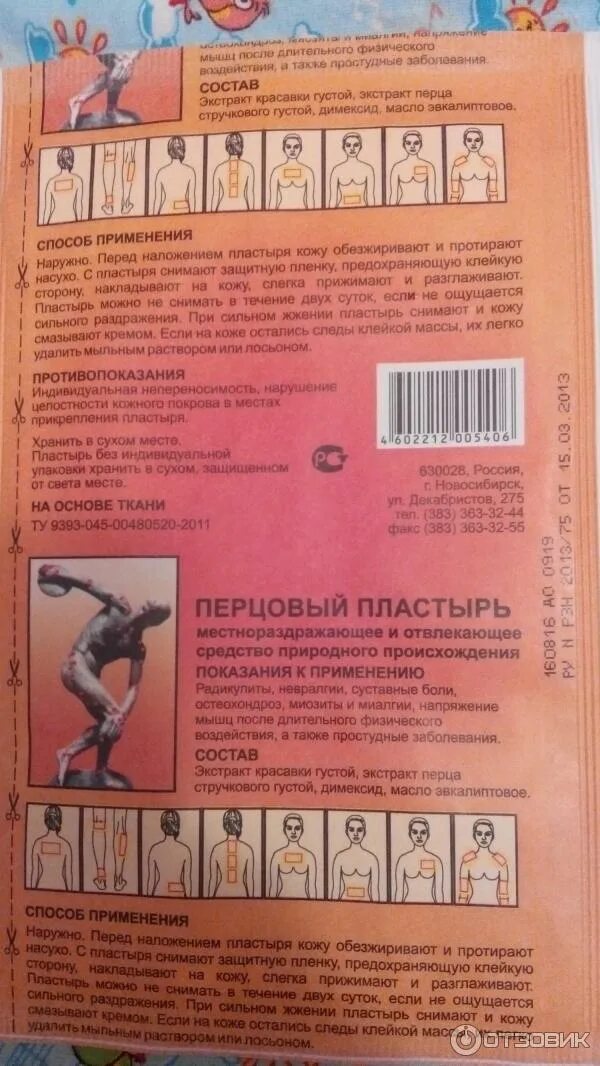 остеохондроз, миозиты и миалгии, напряжение
мышц после длительного физического
воздействия, а также простудные заболевания.
СОСТАВ
Экстракт красавки густой, экстракт перца
стручкового густой, димексид, масло эвкалиптовое.
СПОСОБ ПРИМЕНЕНИЯ
Наружно. Перед наложением пластыря кожу обезжиривают и протирают
насухо. С пластыря снимают защитную пленку, предохраняющую клейкую
сторону, накладывают на кожу, слегка прижимают и разглаживают.
Пластырь можно не снимать в течение двух суток, если не ощущается
сильного раздражения. При сильном жжении пластырь снимают и кожу
смазывают кремом. Если на коже остались следы клейкой массы, их легко
удалить мыльным раствором или лосьоном.
ПРОТИВОПОКАЗАНИЯ
Индивидуальная непереносимость, нарушение
целостности кожного покрова в местах
прикрепления пластыря.
Хранить в сухом месте.
Пластырь без индивидуальной
упаковки хранить в сухом, защищенном
от света месте.
НА ОСНОВЕ ТКАНИ
ТУ 9393-045-00480520-2011
4 602212 005406
РСТ
630028, Россия,
г. Новосибирск,
ул. Декабристов, 275
тел. (383) 363-32-44
факс (383) 363-32-55
160816 АО 0919
РУ N РЗН 2013/75 ОТ 15.03.2013
ПЕРЦОВЫЙ ПЛАСТЫРЬ
местнораздражающее и отвлекающее
средство природного происхождения
ПОКАЗАНИЯ К ПРИМЕНЕНИЮ
Радикулиты, невралгии, суставные боли,
остеохондроз, миозиты и миалгии, напряжение
мышц после длительного физического
воздействия, а также простудные заболевания.
СОСТАВ
Экстракт красавки густой, экстракт перца
стручкового густой, димексид, масло эвкалиптовое.
СПОСОБ ПРИМЕНЕНИЯ
Наружно. Перед наложением пластыря кожу обезжиривают и протирают
насухо. С пластыря снимают защитную пленку, предохраняющую клейкую
сторону, накладывают на кожу, слегка прижимают и разглаживают.
Пластырь можно не снимать в течение двух суток, если не ощущается
сильного раздражения. При сильном жжении пластырь снимают и кожу
смазывают кремом. Если на коже остались следы клейкой массы, их легко
удалить мыльным раствором или лосьоном.
ОТЗОВИК